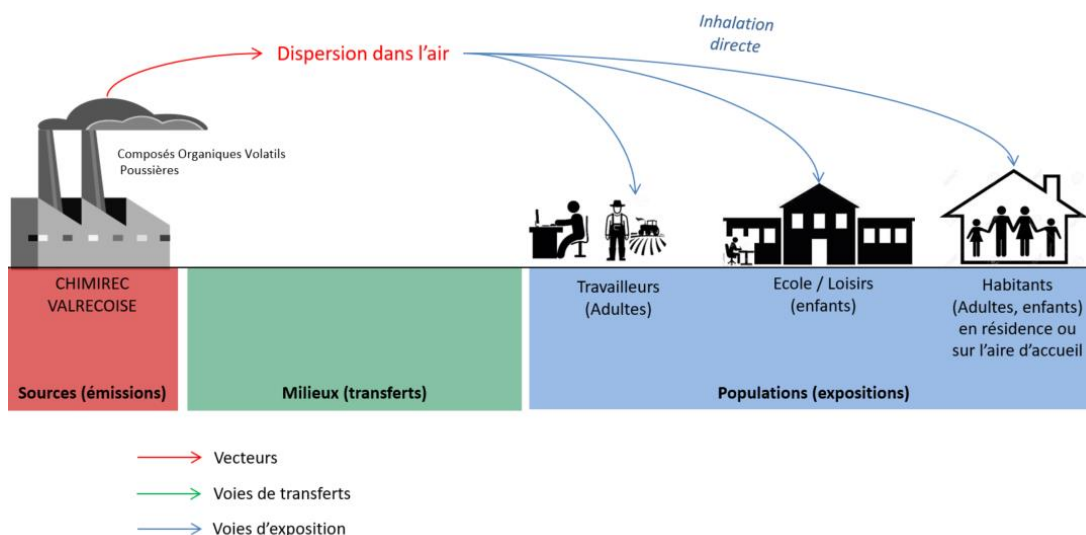 Inhalation
directe
Dispersion dans l'air
Composés Organiques Volatils
Poussières
CHIMIREC
VALRECOISE
Travailleurs
(Adultes)
Ecole / Loisirs
(enfants)
Habitants
(Adultes, enfants)
en résidence ou
sur l'aire d'accueil
Sources (émissions)
Milieux (transferts)
Populations (expositions)
Vecteurs
Voies de transferts
Voies d'exposition